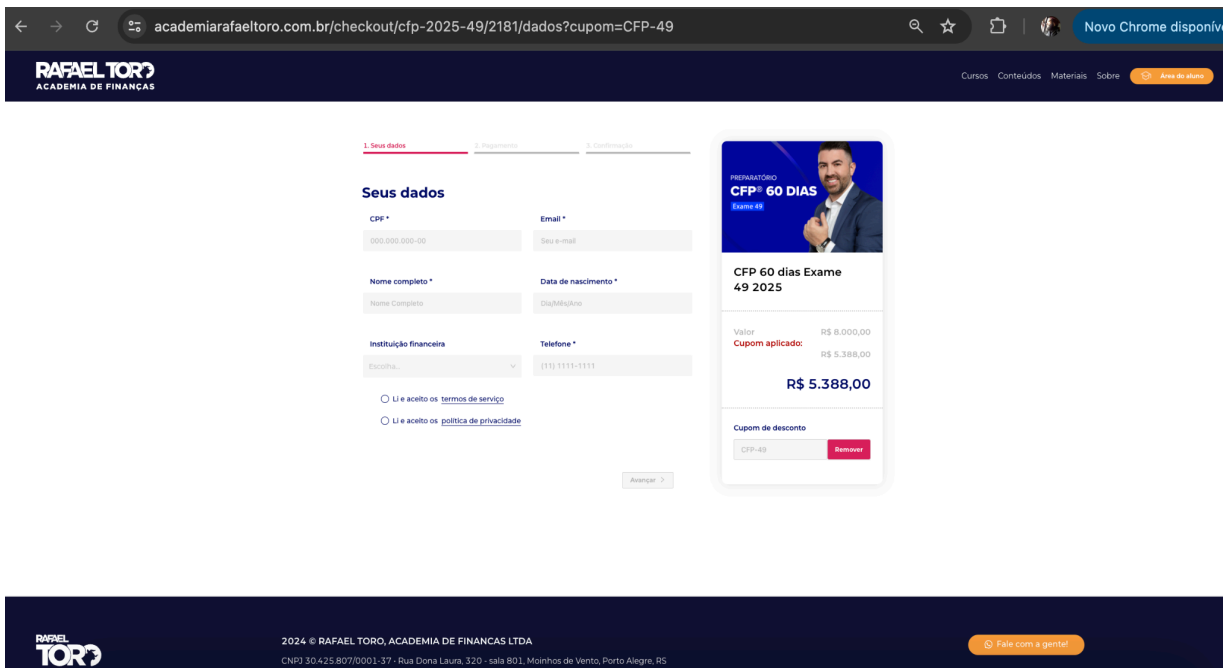 academiarafaeltoro.com.br/checkout/cfp-2025-49/2181/dados?cupom=CFP-49
Novo Chrome disponíve
RAFAEL TORO
ACADEMIA DE FINANÇAS
Cursos Conteúdos Materiais Sobre Área do aluno
1. Seus dados 2. Pagamento 3. Confirmação
Seus dados
CPF * Email *
000.000.000-00 Seu e-mail
Nome completo * Data de nascimento *
Nome Completo Dia/Mês/Ano
Instituição financeira Telefone *
Escolha... (11) 1111-1111
Li e aceito os termos de serviço
Li e aceito os política de privacidade
Avançar
PREPARATÓRIO
CFP® 60 DIAS
Exame 49
CFP 60 dias Exame
49 2025
Valor R$ 8.000,00
Cupom aplicado:
R$ 5.388,00
R$ 5.388,00
Cupom de desconto
CFP-49 Remover
RAFAEL
TORO
2024 © RAFAEL TORO, ACADEMIA DE FINANCAS LTDA
CNPJ 30.425.807/0001-37 - Rua Dona Laura, 320 - sala 801, Moinhos de Vento, Porto Alegre, RS
Fale com a gente!